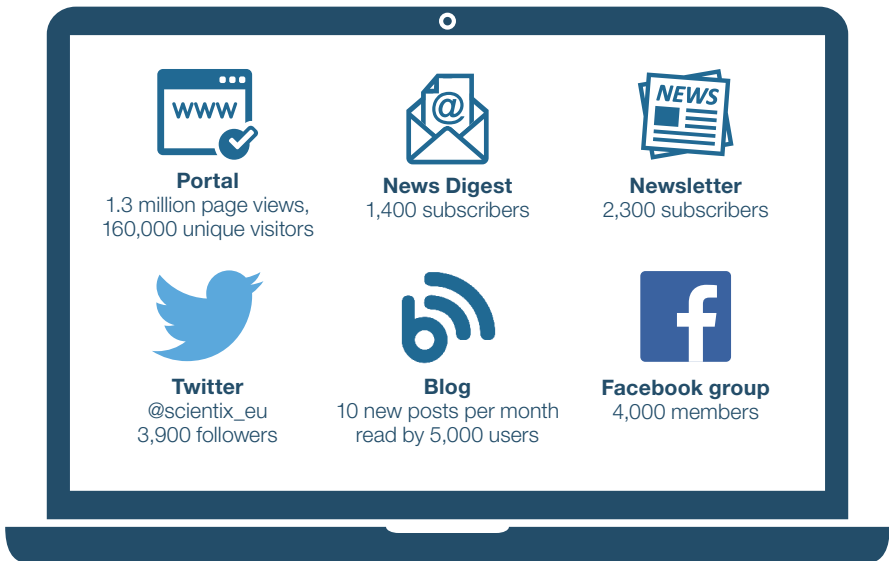 WWW
@
NEWS
Portal
1.3 million page views,
160,000 unique visitors
News Digest
1,400 subscribers
Newsletter
2,300 subscribers
Twitter
@scientix_eu
3,900 followers
Blog
10 new posts per month
read by 5,000 users
Facebook group
4,000 members